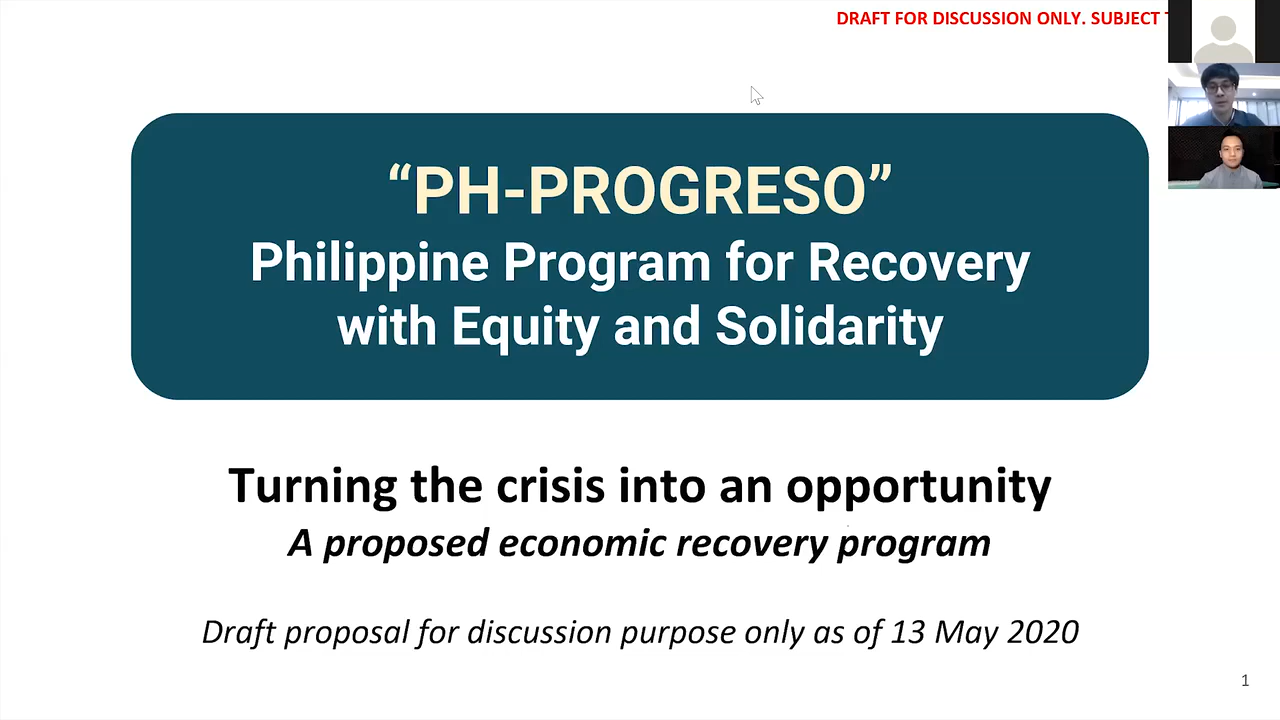 DRAFT FOR DISCUSSION ONLY. SUBJECT
“PH-PROGRESO”
Philippine Program for Recovery
with Equity and Solidarity
Turning the crisis into an opportunity
A proposed economic recovery program
Draft proposal for discussion purpose only as of 13 May 2020
1